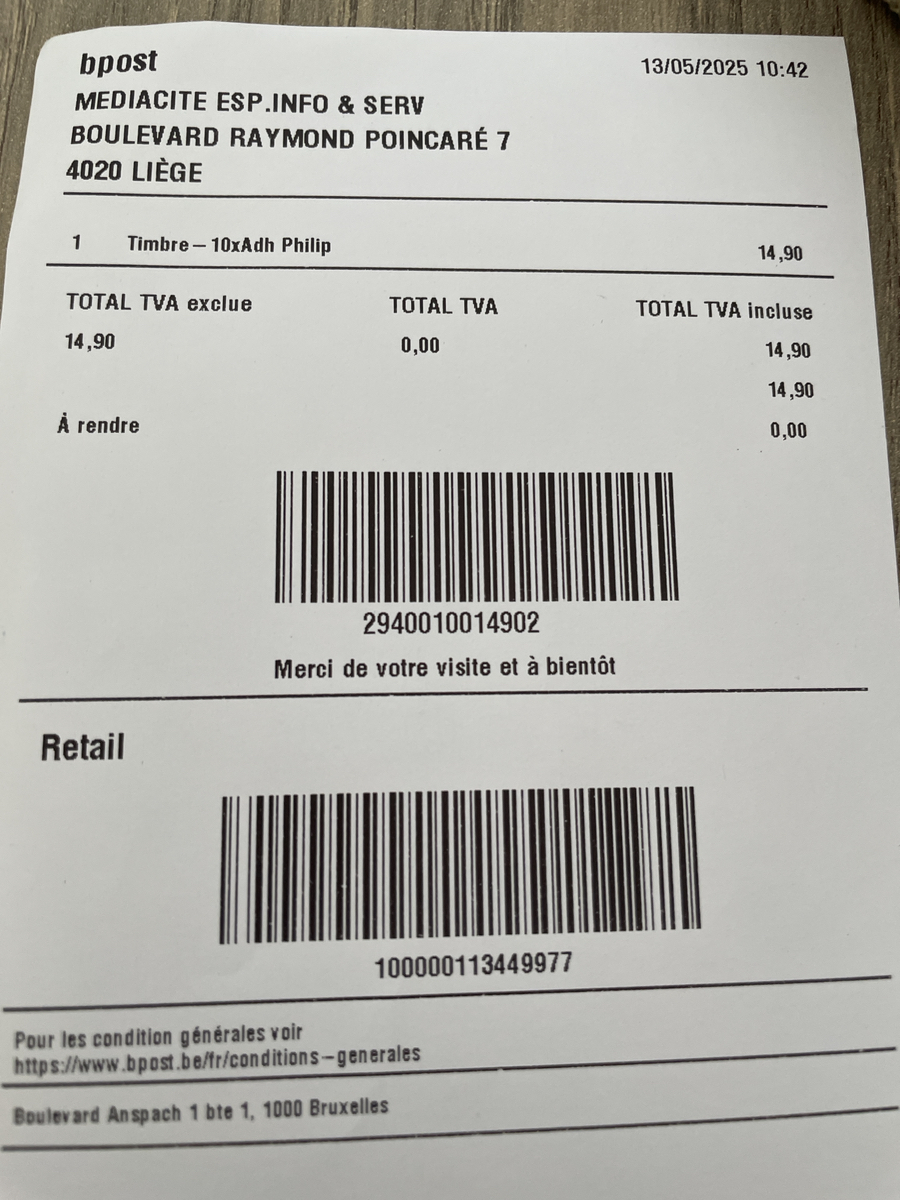 bpost 13/05/2025 10:42
MEDIACITE ESP.INFO & SERV
BOULEVARD RAYMOND POINCARÉ 7
4020 LIÈGE
1 Timbre – 10xAdh Philip 14,90
TOTAL TVA exclue TOTAL TVA TOTAL TVA incluse
14,90 0,00 14,90
14,90
À rendre 0,00
2940010014902
Merci de votre visite et à bientôt
Retail
100000113449977
Pour les condition générales voir
https://www.bpost.be/fr/conditions–generales
Boulevard Anspach 1 bte 1, 1000 Bruxelles